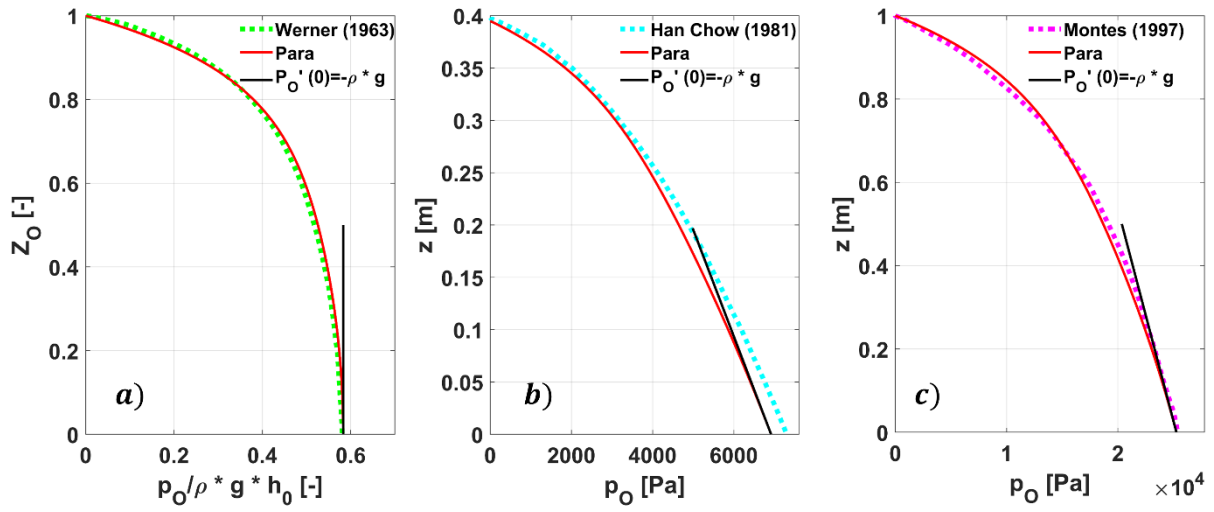 Werner (1963)
Para
P_O' (0)=-ρ * g
1
0.8
0.6
0.4
0.2
0
Z_O [-]
a)
0 0.2 0.4 0.6
p_O/ρ * g * h_0 [-]
Han Chow (1981)
Para
P_O' (0)=-ρ * g
0.4
0.35
0.3
0.25
0.2
0.15
0.1
0.05
0
z [m]
b)
0 2000 4000 6000
p_O [Pa]
Montes (1997)
Para
P_O' (0)=-ρ * g
1
0.8
0.6
0.4
0.2
0
z [m]
c)
0 1 2
p_O [Pa] ×10^4